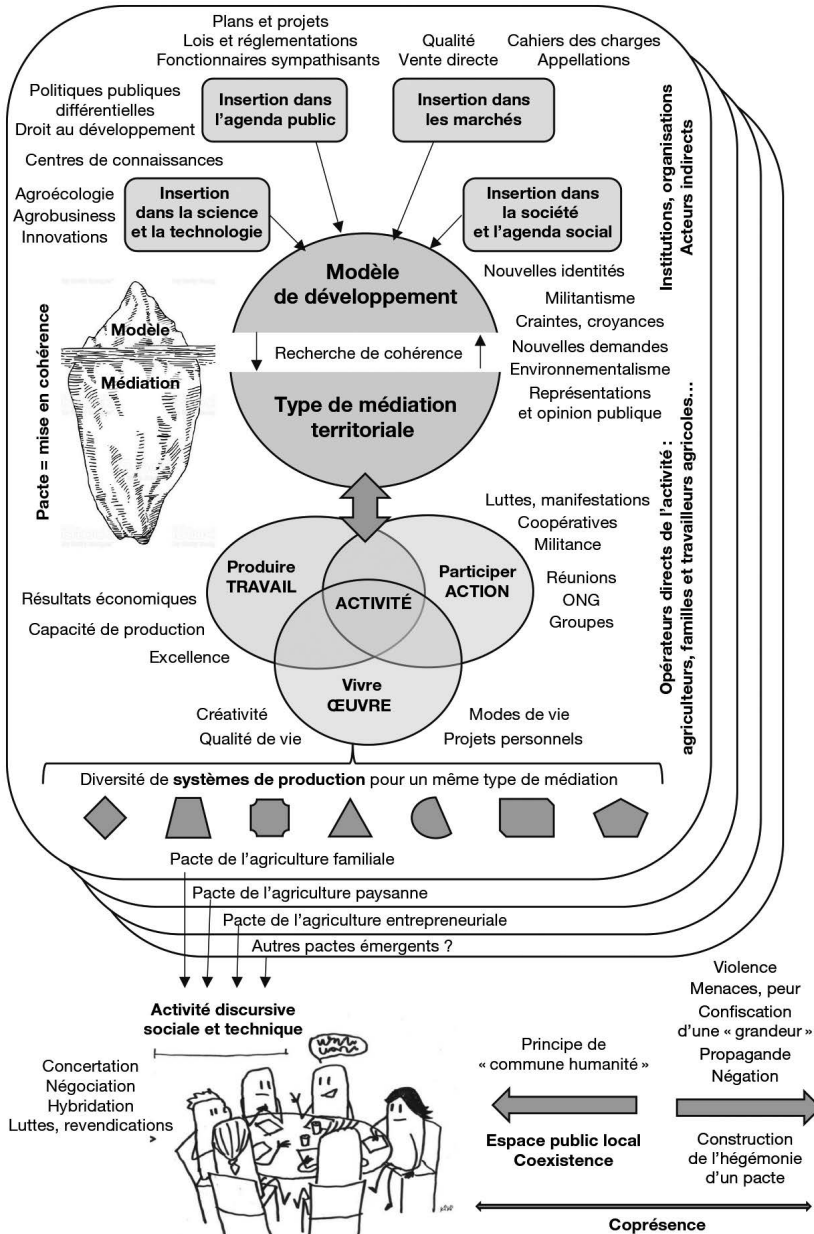 Plans et projets
Lois et réglementations
Fonctionnaires sympathisants
Qualité
Vente directe
Cahiers des charges
Appellations
Politiques publiques
différentielles
Droit au développement
Insertion dans
l'agenda public
Insertion dans
les marchés
Centres de connaissances
Agroécologie
Agrobusiness
Innovations
Insertion
dans la science
et la technologie
Insertion dans
la société
et l'agenda social
Institutions, organisations
Acteurs indirects
Modèle
de développement
Nouvelles identités
Militantisme
Craintes, croyances
Nouvelles demandes
Environnementalisme
Représentations
et opinion publique
Recherche de cohérence
Type de médiation
territoriale
Pacte = mise en cohérence
Modèle
Médiation
Opérateurs directs de l'activité :
agriculteurs, familles et travailleurs agricoles...
Luttes, manifestations
Coopératives
Militance
Réunions
ONG
Groupes
Produire
TRAVAIL
Participer
ACTION
ACTIVITÉ
Vivre
ŒUVRE
Résultats économiques
Capacité de production
Excellence
Créativité
Qualité de vie
Modes de vie
Projets personnels
Diversité de systèmes de production pour un même type de médiation
Pacte de l'agriculture familiale
Pacte de l'agriculture paysanne
Pacte de l'agriculture entrepreneuriale
Autres pactes émergents ?
Activité discursive
sociale et technique
Concertation
Négociation
Hybridation
Luttes, revendications
Principe de
« commune humanité »
Espace public local
Coexistence
Violence
Menaces, peur
Confiscation
d'une « grandeur »
Propagande
Négation
Construction
de l'hégémonie
d'un pacte
Coprésence